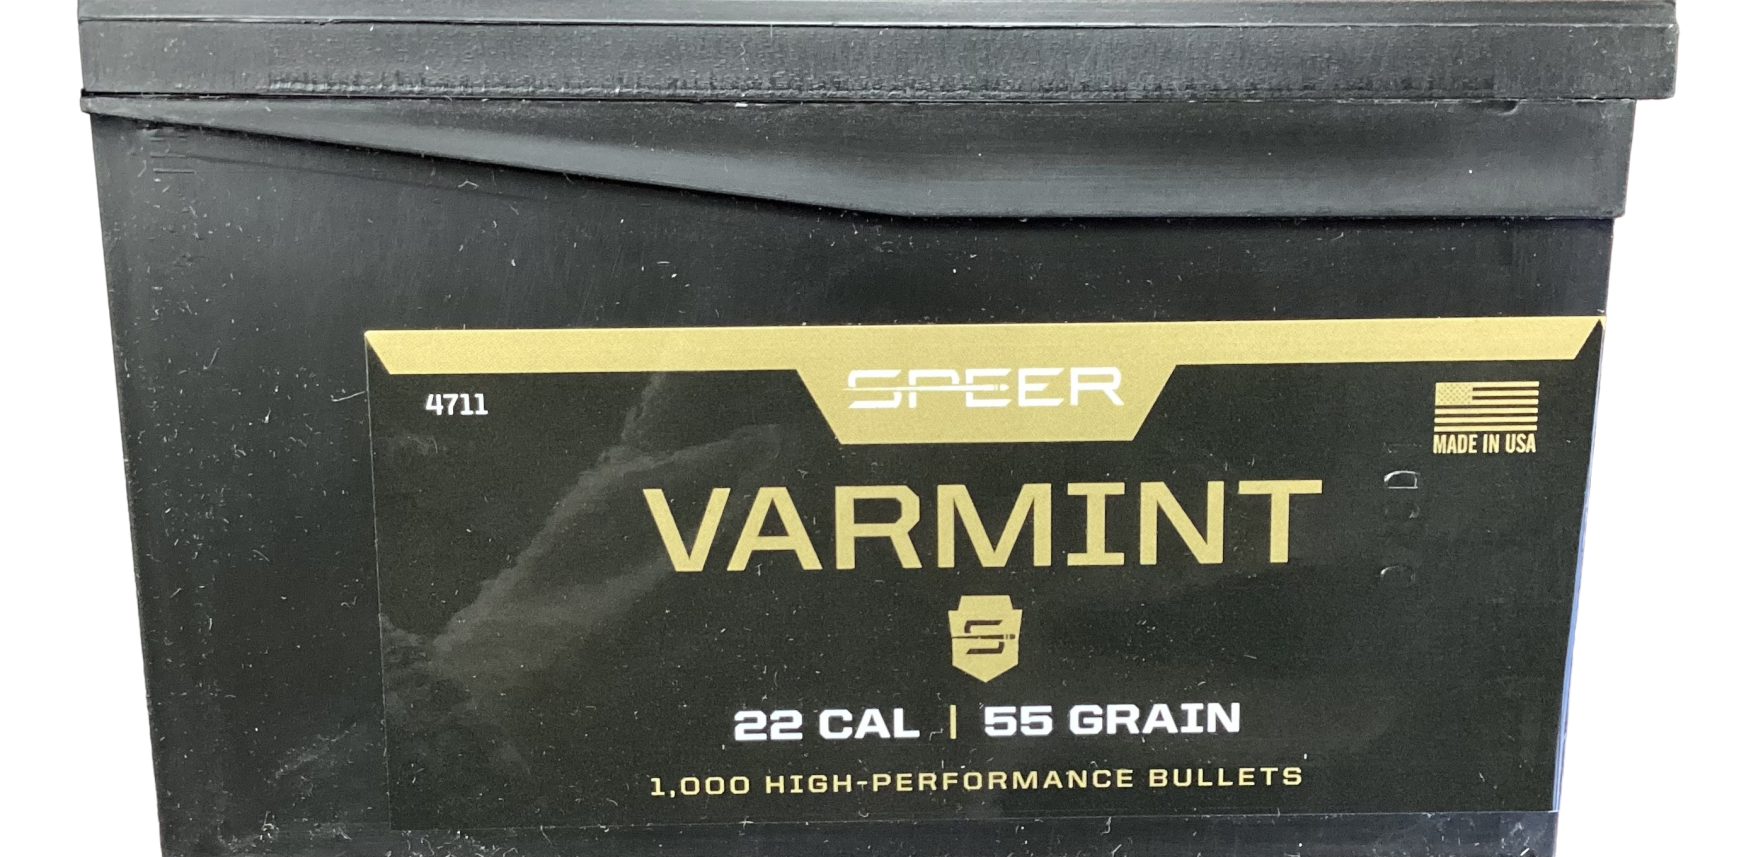 SPEER
4711
MADE IN USA
VARMINT
S
22 CAL | 55 GRAIN
1,000 HIGH-PERFORMANCE BULLETS